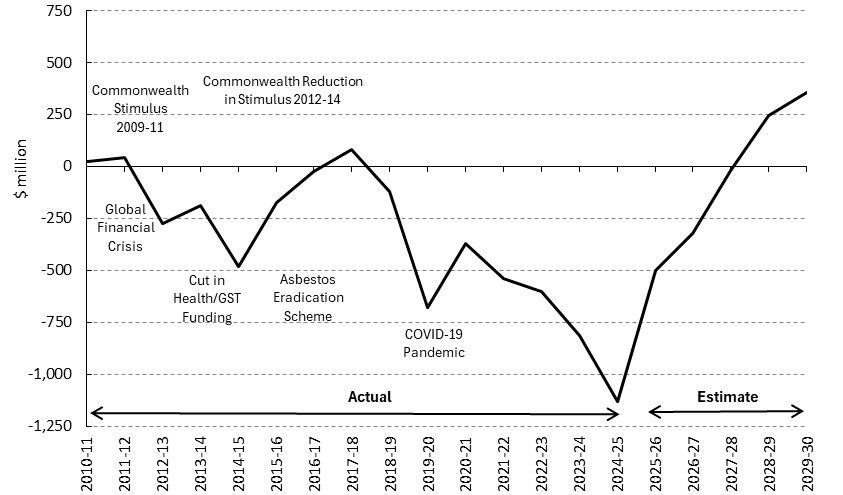 750
500
250
0
-250
-500
-750
-1,000
-1,250
$ million
Commonwealth
Stimulus
2009-11
Commonwealth Reduction
in Stimulus 2012-14
Global
Financial
Crisis
Cut in
Health/GST
Funding
Asbestos
Eradication
Scheme
COVID-19
Pandemic
Actual
Estimate
2010-11
2011-12
2012-13
2013-14
2014-15
2015-16
2016-17
2017-18
2018-19
2019-20
2020-21
2021-22
2022-23
2023-24
2024-25
2025-26
2026-27
2027-28
2028-29
2029-30